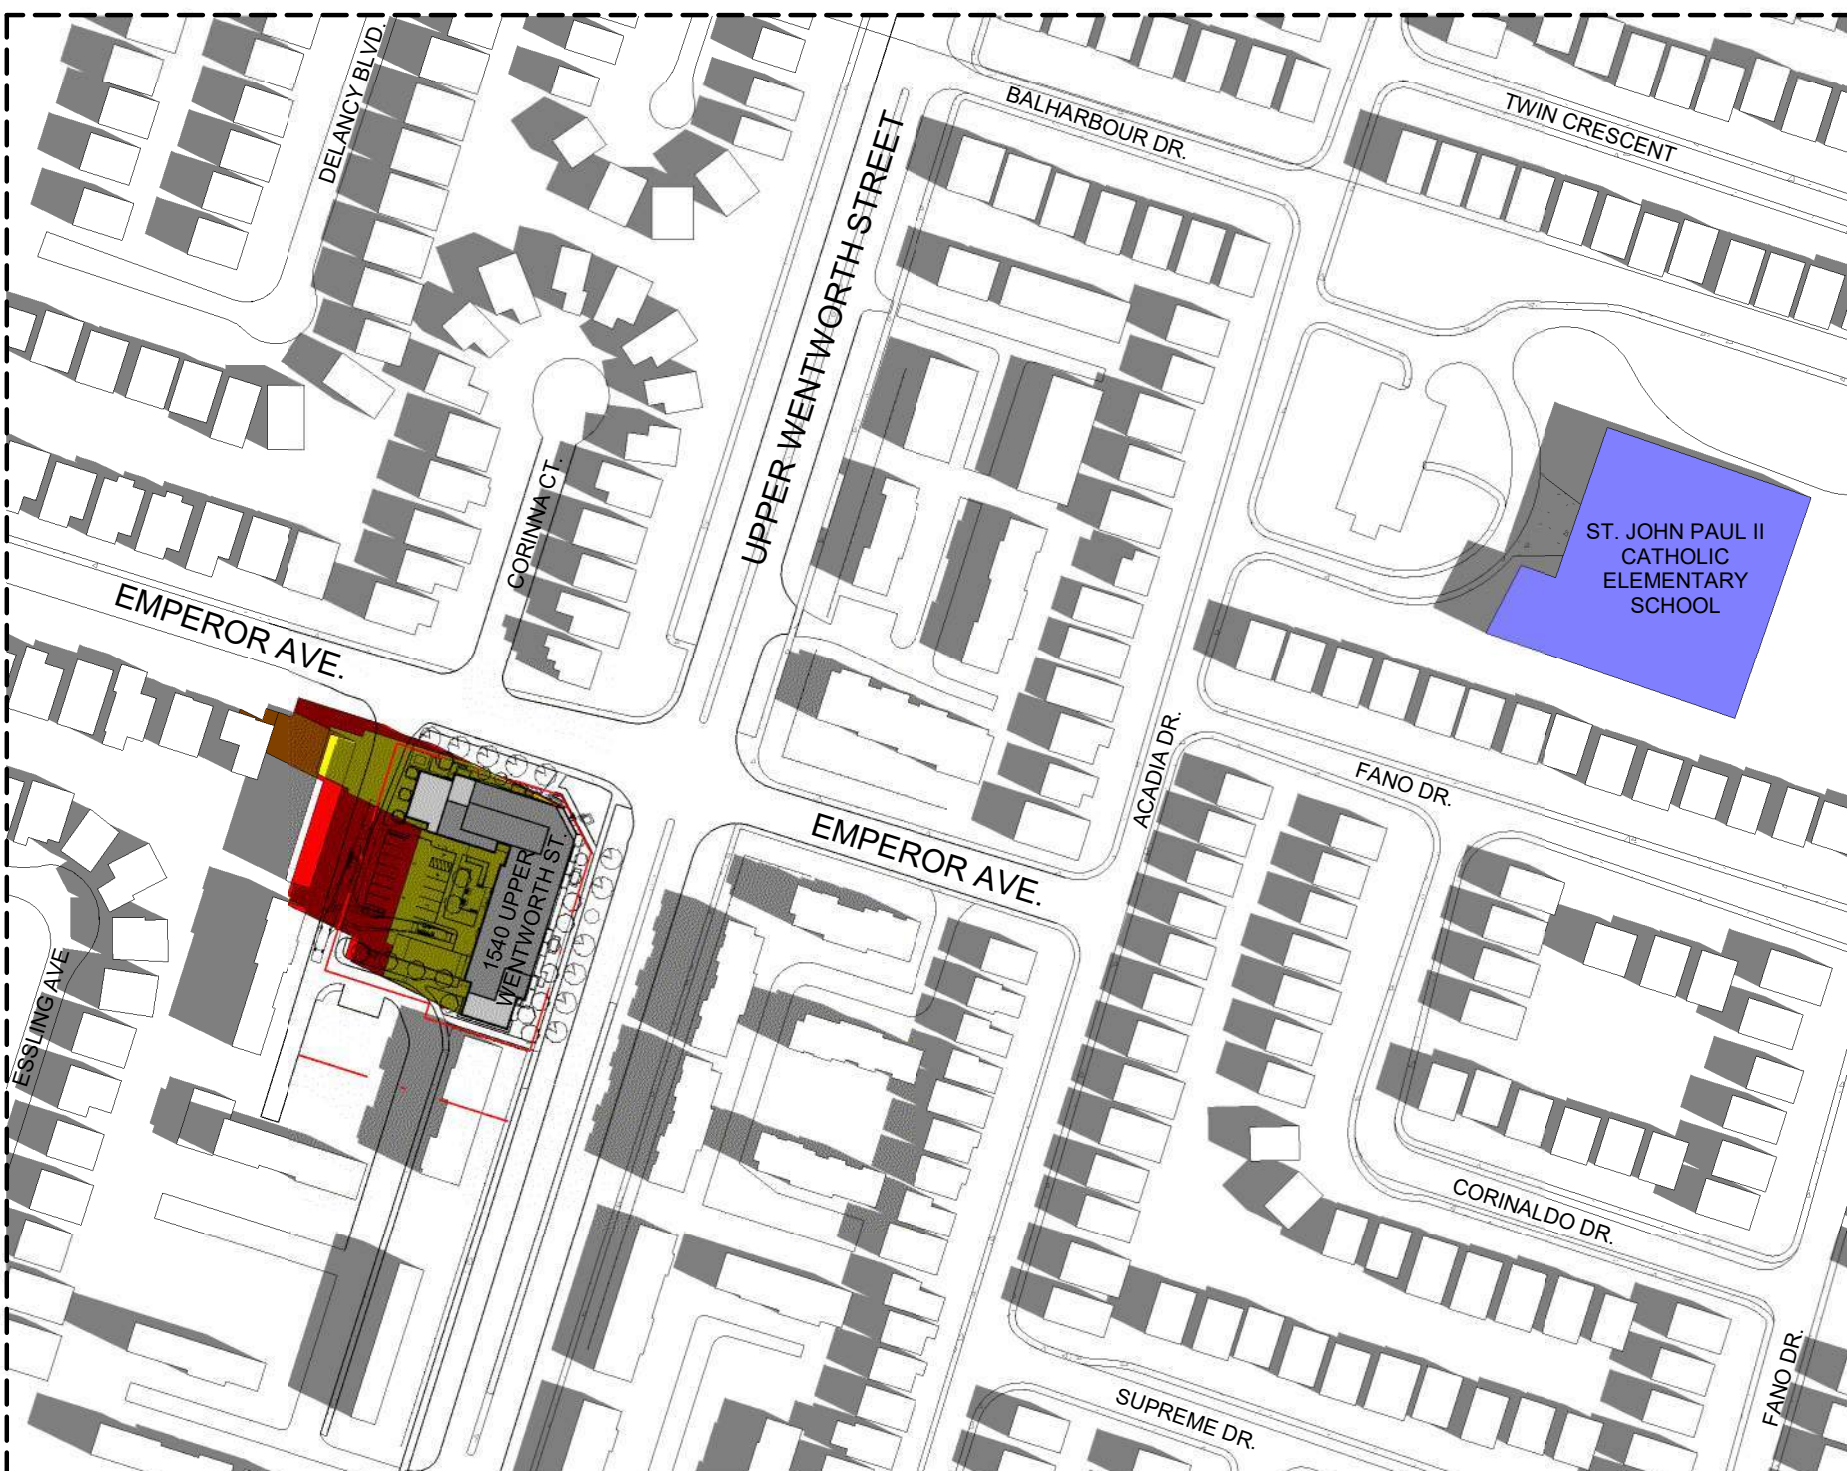 DELANCY BLVD.
BALHARBOUR DR.
TWIN CRESCENT
UPPER WENTWORTH STREET
CORINNA CT.
ST. JOHN PAUL II
CATHOLIC
ELEMENTARY
SCHOOL
EMPEROR AVE.
ACADIA DR.
FANO DR.
EMPEROR AVE.
1540 UPPER
WENTWORTH ST.
ESSLING AVE
CORINALDO DR.
FANO DR.
SUPREME DR.